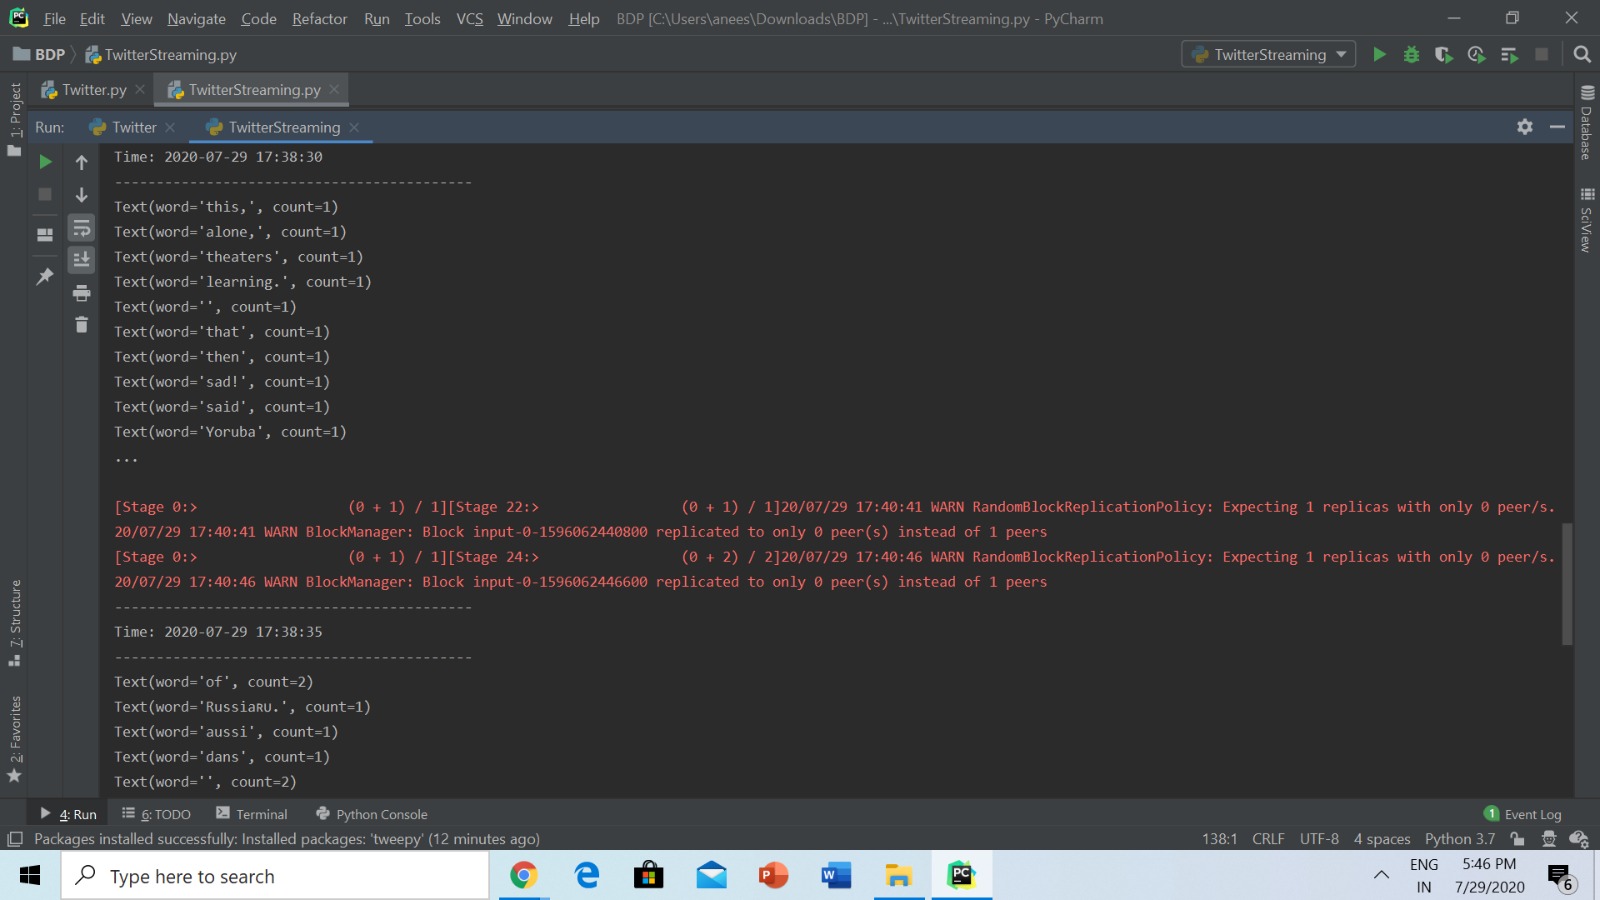 File Edit View Navigate Code Refactor Run Tools VCS Window Help BDP [C:\Users\anees\Downloads\BDP] - ...\TwitterStreaming.py - PyCharm
BDP TwitterStreaming.py TwitterStreaming
Twitter.py TwitterStreaming.py
Run: Twitter TwitterStreaming
1: Project
Database
SciView
Time: 2020-07-29 17:38:30
-------------------------------------------
Text(word='this,', count=1)
Text(word='alone,', count=1)
Text(word='theaters', count=1)
Text(word='learning.', count=1)
Text(word='', count=1)
Text(word='that', count=1)
Text(word='then', count=1)
Text(word='sad!', count=1)
Text(word='said', count=1)
Text(word='Yoruba', count=1)
...
[Stage 0:> (0 + 1) / 1][Stage 22:> (0 + 1) / 1]20/07/29 17:40:41 WARN RandomBlockReplicationPolicy: Expecting 1 replicas with only 0 peer/s.
20/07/29 17:40:41 WARN BlockManager: Block input-0-1596062440800 replicated to only 0 peer(s) instead of 1 peers
[Stage 0:> (0 + 1) / 1][Stage 24:> (0 + 2) / 2]20/07/29 17:40:46 WARN RandomBlockReplicationPolicy: Expecting 1 replicas with only 0 peer/s.
20/07/29 17:40:46 WARN BlockManager: Block input-0-1596062446600 replicated to only 0 peer(s) instead of 1 peers
-------------------------------------------
Time: 2020-07-29 17:38:35
-------------------------------------------
Text(word='of', count=2)
Text(word='Russiaʀᴜ.', count=1)
Text(word='aussi', count=1)
Text(word='dans', count=1)
Text(word='', count=2)
7: Structure
2: Favorites
4: Run 6: TODO Terminal Python Console 1 Event Log
Packages installed successfully: Installed packages: 'tweepy' (12 minutes ago) 138:1 CRLF UTF-8 4 spaces Python 3.7
Type here to search
ENG 5:46 PM
IN 7/29/2020 6